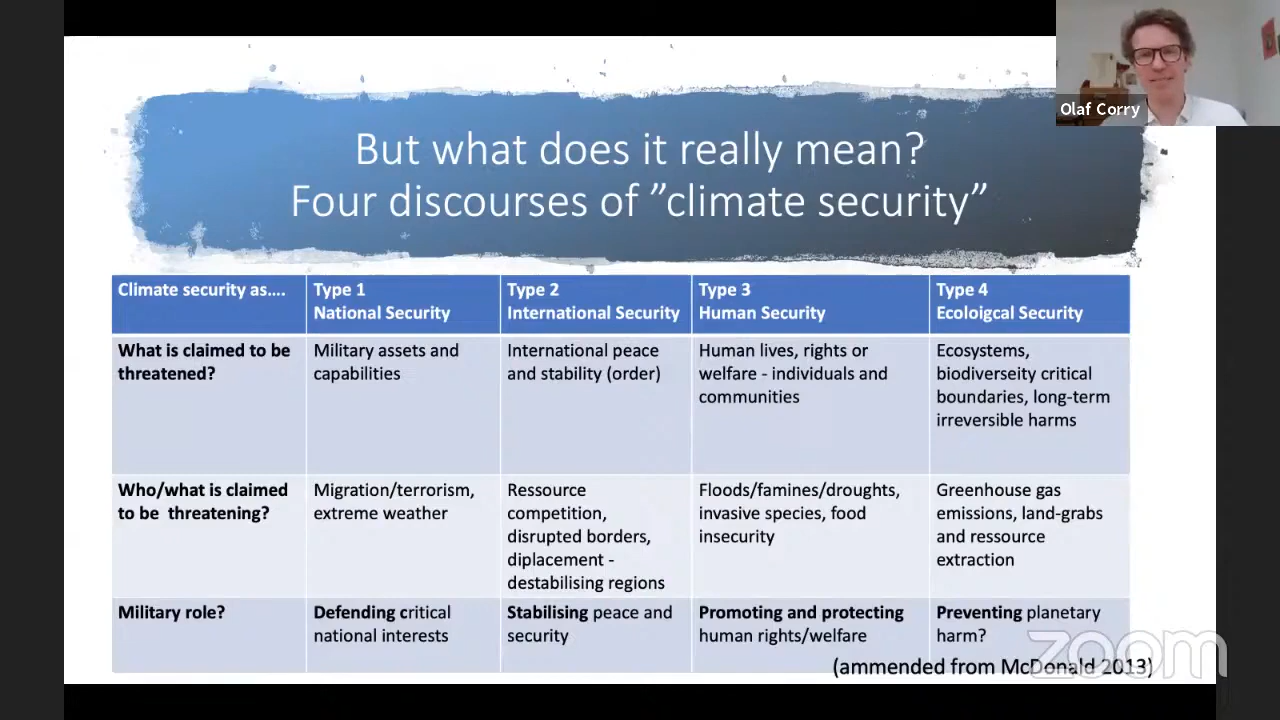 Olaf Corry
But what does it really mean?
Four discourses of ”climate security”
Climate security as....
Type 1
National Security
Type 2
International Security
Type 3
Human Security
Type 4
Ecoloigcal Security
What is claimed to be
threatened?
Military assets and
capabilities
International peace
and stability (order)
Human lives, rights or
welfare - individuals and
communities
Ecosystems,
biodiverseity critical
boundaries, long-term
irreversible harms
Who/what is claimed
to be threatening?
Migration/terrorism,
extreme weather
Ressource
competition,
disrupted borders,
diplacement -
destabilising regions
Floods/famines/droughts,
invasive species, food
insecurity
Greenhouse gas
emissions, land-grabs
and ressource
extraction
Military role?
Defending critical
national interests
Stabilising peace and
security
Promoting and protecting
human rights/welfare
Preventing planetary
harm?
(ammended from McDonald 2013)
zoom